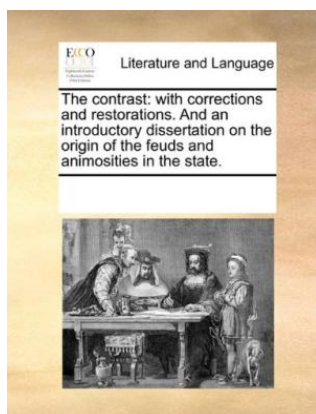 ECCO
Literature and Language
The contrast: with corrections
and restorations. And an
introductory dissertation on the
origin of the feuds and
animosities in the state.